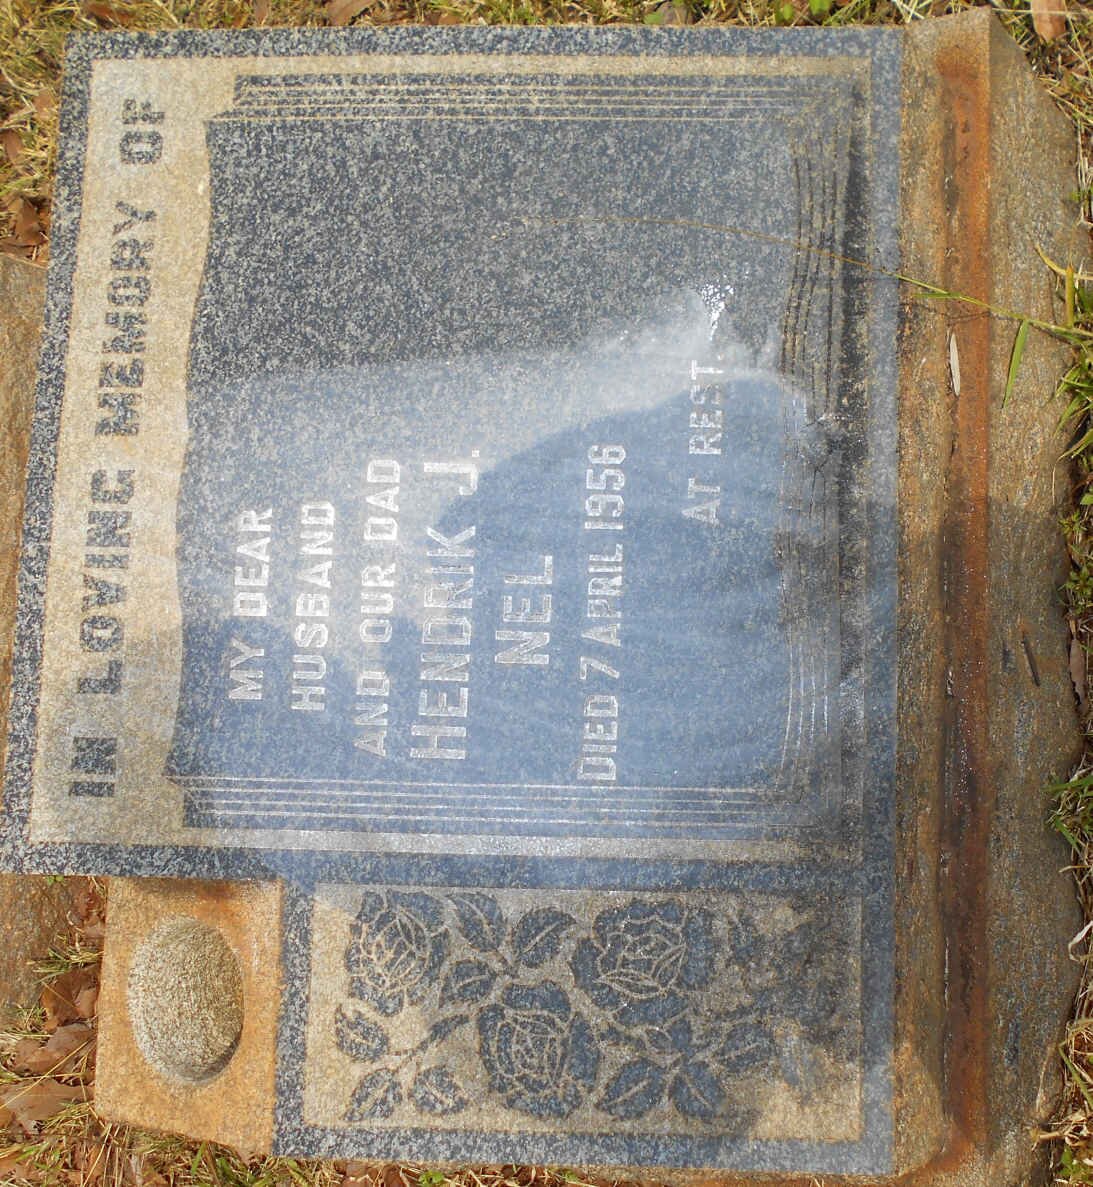 IN LOVING MEMORY OF
MY DEAR
HUSBAND
AND OUR DAD
HENDRIK J.
NEL
DIED 7 APRIL 1956
AT REST.